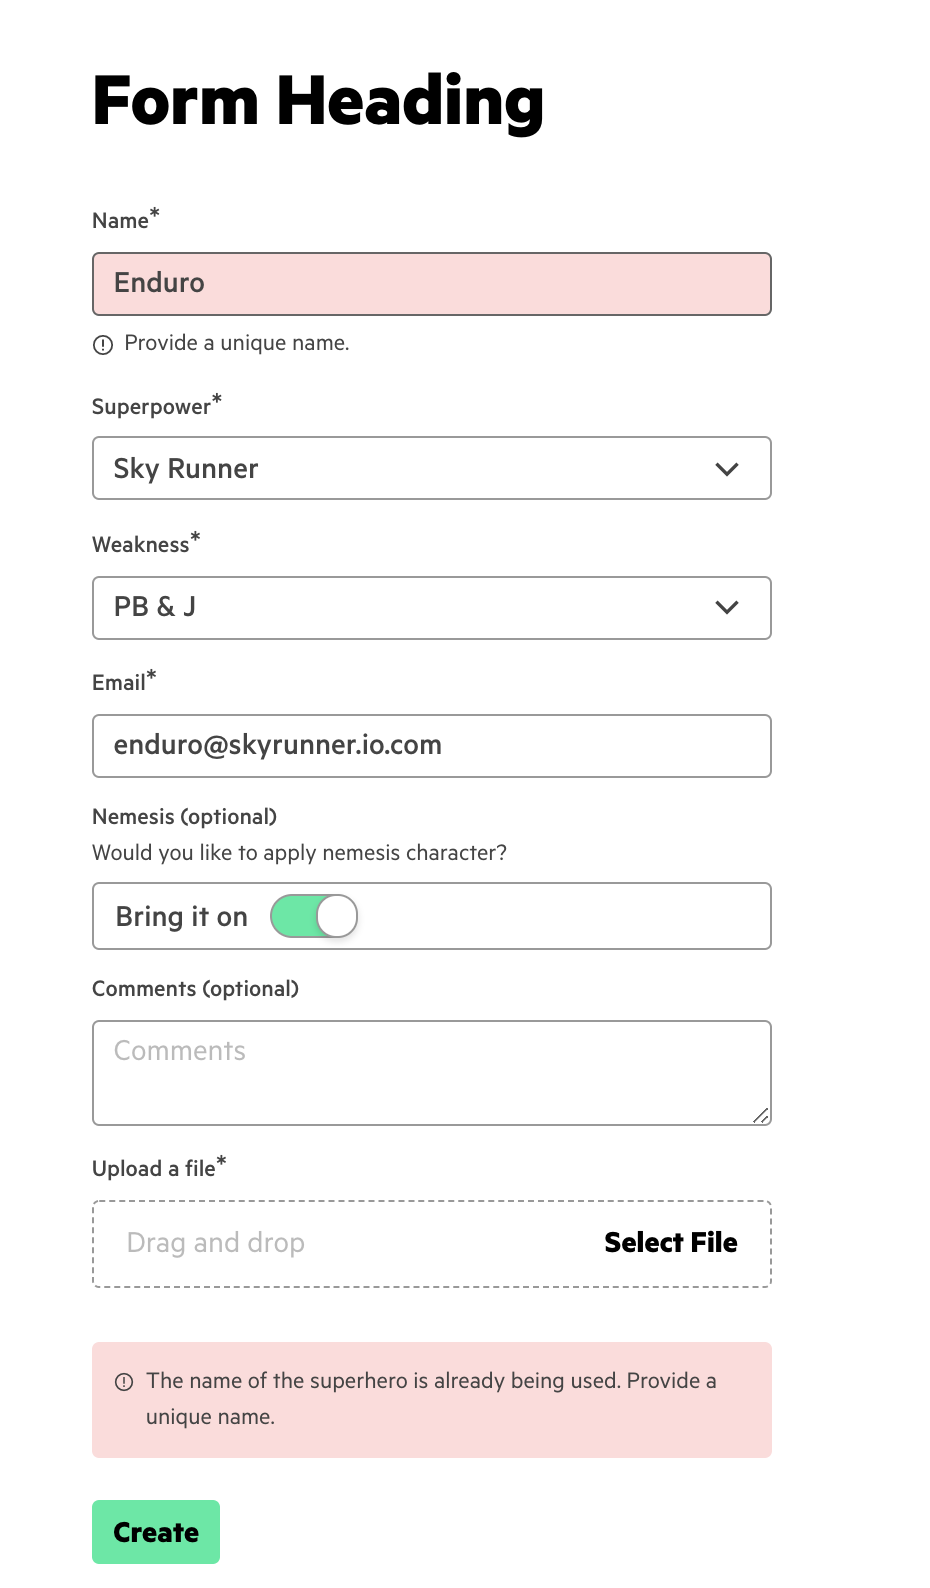 Form Heading
Name*
Enduro
Provide a unique name.
Superpower*
Sky Runner
Weakness*
PB & J
Email*
enduro@skyrunner.io.com
Nemesis (optional)
Would you like to apply nemesis character?
Bring it on
Comments (optional)
Comments
Upload a file*
Drag and drop Select File
The name of the superhero is already being used. Provide a
unique name.
Create